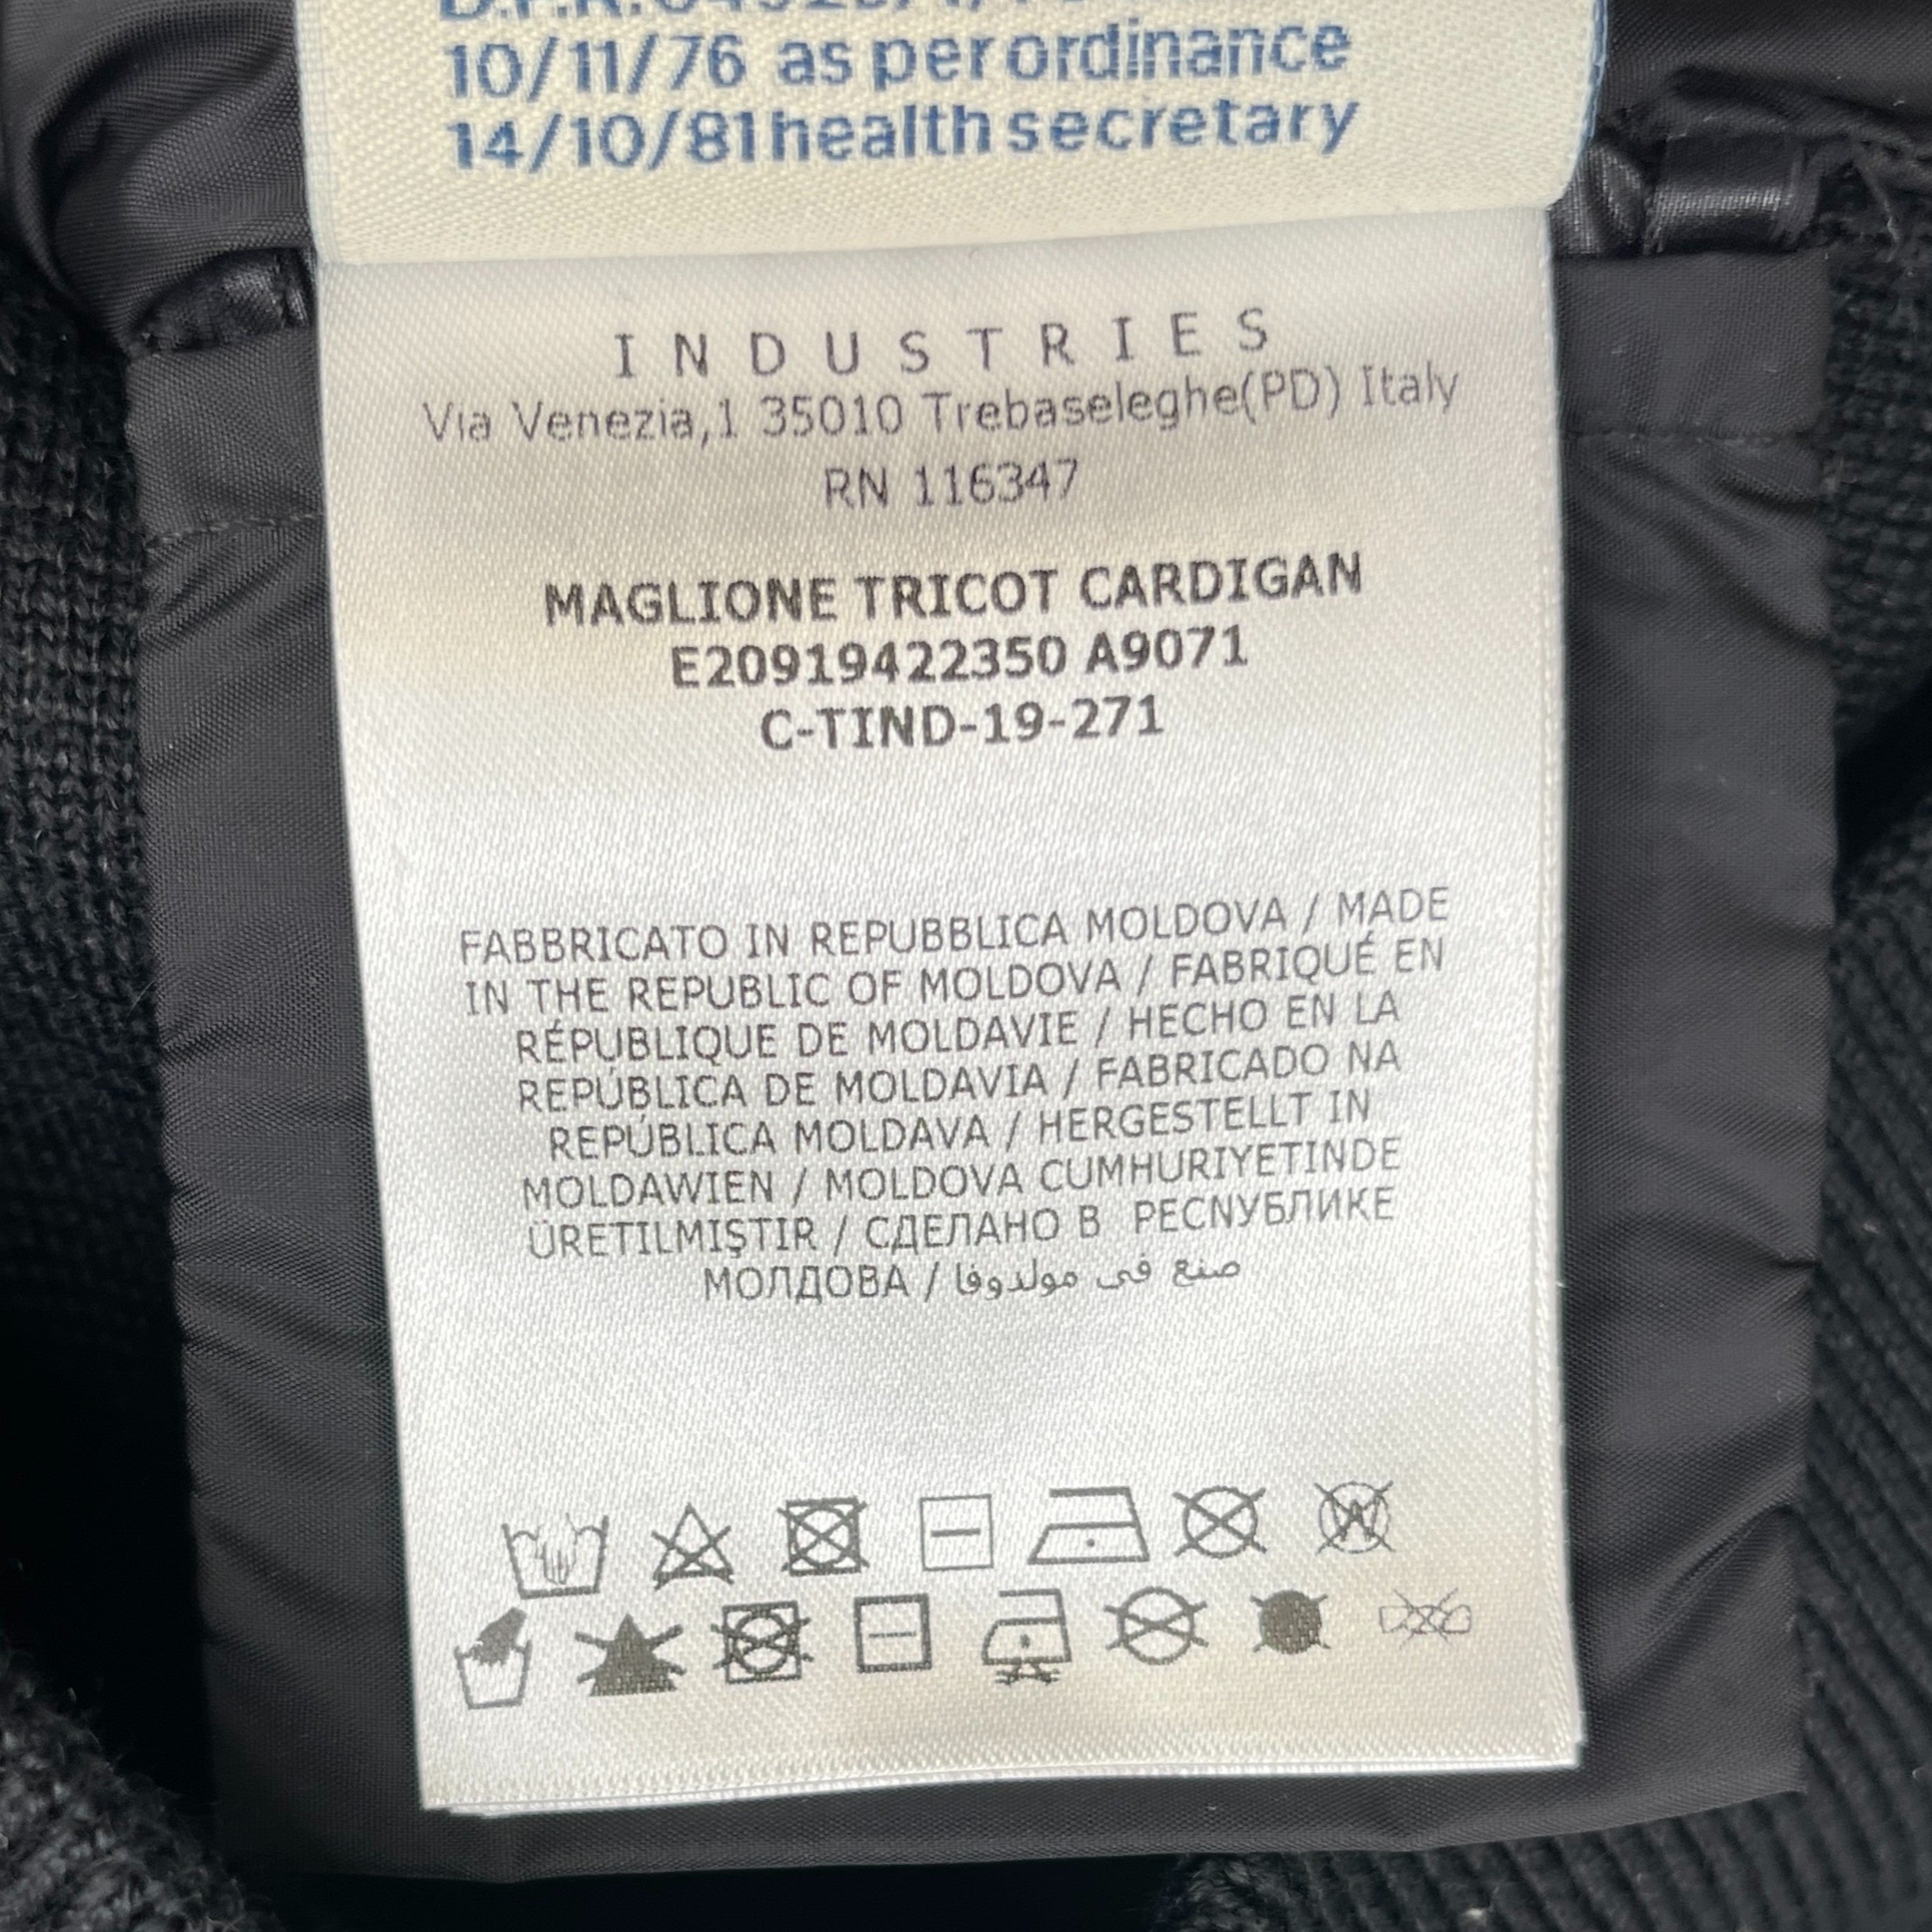 10/11/76 as per ordinance
14/10/81 health secretary
INDUSTRIES
Via Venezia,1 35010 Trebaseleghe(PD) Italy
RN 116347
MAGLIONE TRICOT CARDIGAN
E20919422350 A9071
C-TIND-19-271
FABBRICATO IN REPUBBLICA MOLDOVA / MADE
IN THE REPUBLIC OF MOLDOVA / FABRIQUÉ EN
RÉPUBLIQUE DE MOLDAVIE / HECHO EN LA
REPÚBLICA DE MOLDAVIA / FABRICADO NA
REPÚBLICA MOLDAVA / HERGESTELLT IN
MOLDAWIEN / MOLDOVA CUMHURIYETINDE
ÜRETILMIŞTIR / СДЕЛАНО В РЕСNУБЛИКЕ
МОЛДОВА / صنع في مولدوفا
W